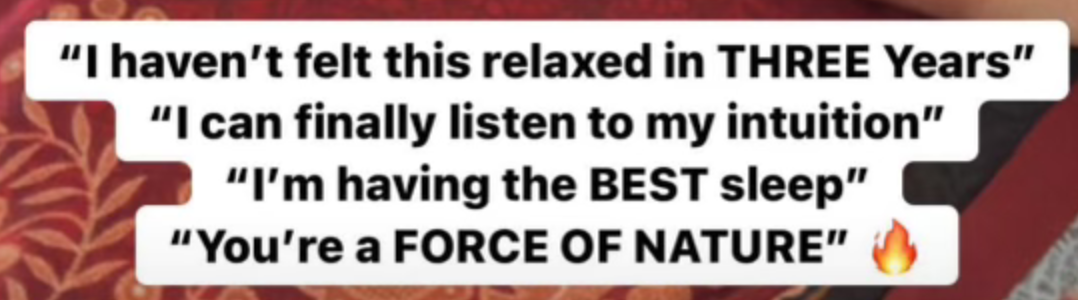 “I haven’t felt this relaxed in THREE Years”
“I can finally listen to my intuition”
“I’m having the BEST sleep”
“You’re a FORCE OF NATURE” 🔥